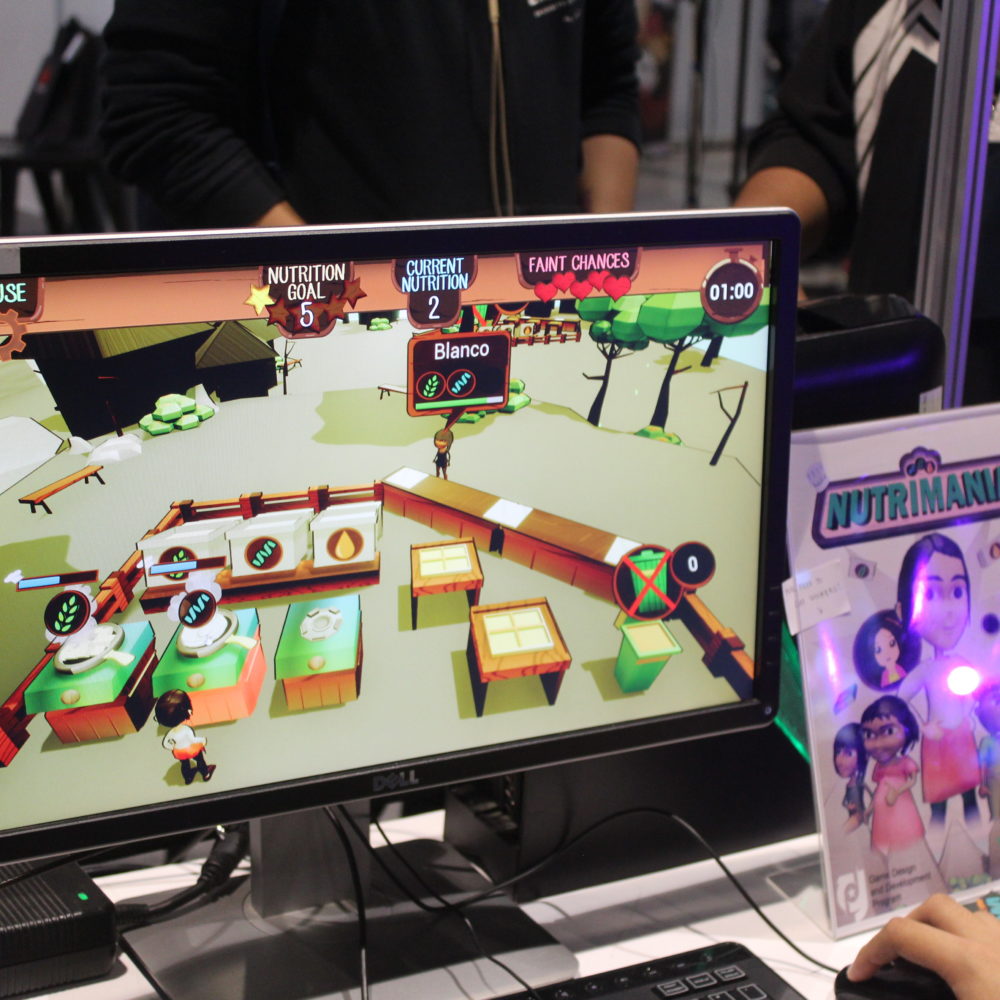 USE
NUTRITION
GOAL
5
CURRENT
NUTRITION
2
FAINT CHANCES
01:00
Blanco
0
DELL
NUTRIMANI
Game Design
and Development
Program